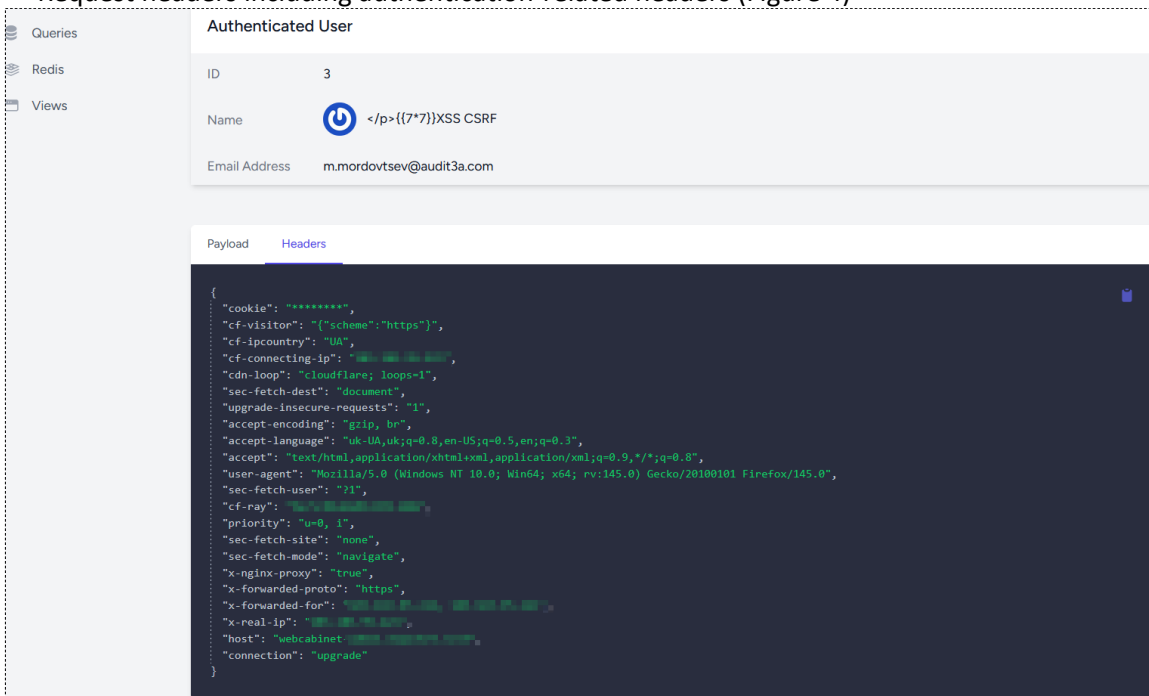 Request headers including authentication-related headers (Figure 4)
Queries
Redis
Views
Authenticated User
ID 3
Name </p>{{7*7}}XSS CSRF
Email Address m.mordovtsev@audit3a.com
Payload Headers
{
"cookie": "********",
"cf-visitor": "{"scheme":"https"}",
"cf-ipcountry": "UA",
"cf-connecting-ip": "",
"cdn-loop": "cloudflare; loops=1",
"sec-fetch-dest": "document",
"upgrade-insecure-requests": "1",
"accept-encoding": "gzip, br",
"accept-language": "uk-UA,uk;q=0.8,en-US;q=0.5,en;q=0.3",
"accept": "text/html,application/xhtml+xml,application/xml;q=0.9,*/*;q=0.8",
"user-agent": "Mozilla/5.0 (Windows NT 10.0; Win64; x64; rv:145.0) Gecko/20100101 Firefox/145.0",
"sec-fetch-user": "?1",
"cf-ray": "
"priority": "u=0, i",
"sec-fetch-site": "none",
"sec-fetch-mode": "navigate",
"x-nginx-proxy": "true",
"x-forwarded-proto": "https",
"x-forwarded-for": "
"x-real-ip": "
"host": "webcabinet-
"connection": "upgrade"
}